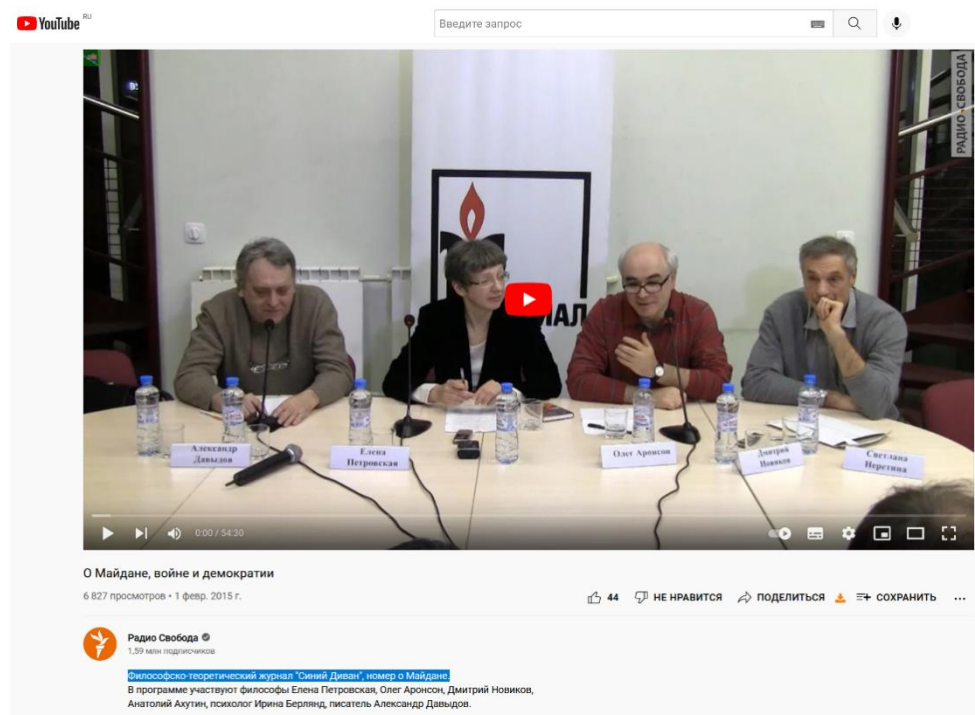 YouTube RU
Введите запрос
РАДИО СВОБОДА
Александр
Давыдов
Елена
Петровская
Олег Аронсон
Дмитрий
Новиков
Светлана
Неретина
0:00 / 54:30
О Майдане, войне и демократии
6 827 просмотров • 1 февр. 2015 г.
44 НЕ НРАВИТСЯ ПОДЕЛИТЬСЯ СОХРАНИТЬ ...
Радио Свобода
1,59 млн подписчиков
Философско-теоретический журнал "Синий Диван", номер о Майдане.
В программе участвуют философы Елена Петровская, Олег Аронсон, Дмитрий Новиков,
Анатолий Ахутин, психолог Ирина Берлянд, писатель Александр Давыдов.